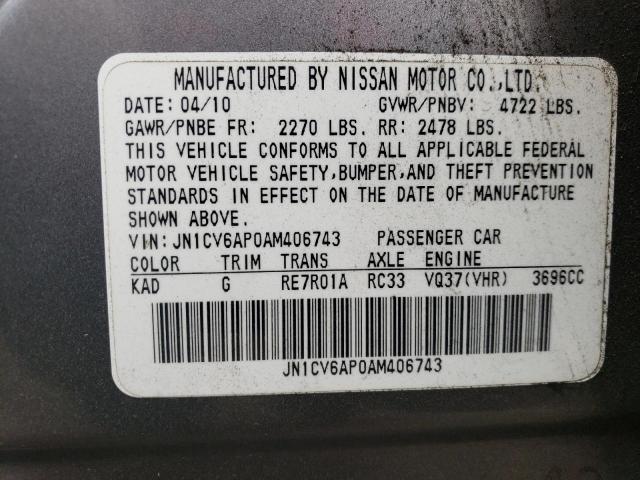 MANUFACTURED BY NISSAN MOTOR CO.,LTD.
DATE: 04/10 GVWR/PNBV: 4722 LBS.
GAWR/PNBE FR: 2270 LBS. RR: 2478 LBS.
THIS VEHICLE CONFORMS TO ALL APPLICABLE FEDERAL
MOTOR VEHICLE SAFETY,BUMPER,AND THEFT PREVENTION
STANDARDS IN EFFECT ON THE DATE OF MANUFACTURE
SHOWN ABOVE.
VIN:JN1CV6AP0AM406743 PASSENGER CAR
COLOR TRIM TRANS AXLE ENGINE
KAD G RE7R01A RC33 VQ37(VHR) 3696CC
JN1CV6AP0AM406743